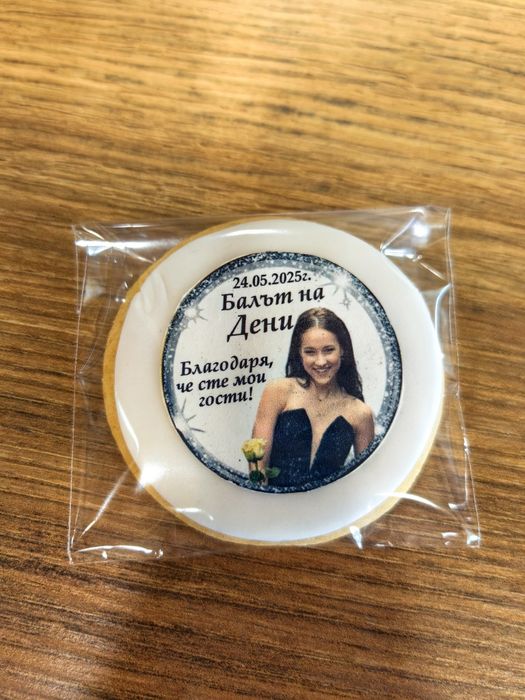 24.05.2025г.
Балът на
Дени
Благодаря,
че сте мои
гости!